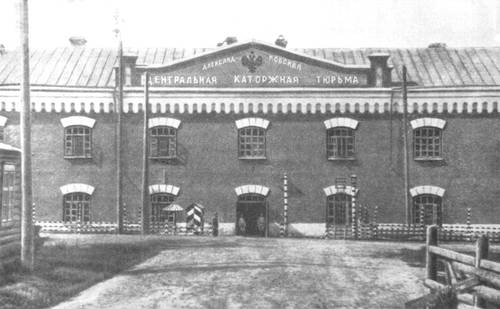 АЛЕКСАНДРОВСКАЯ
ЦЕНТРАЛЬНАЯ КАТОРЖНАЯ ТЮРЬМА